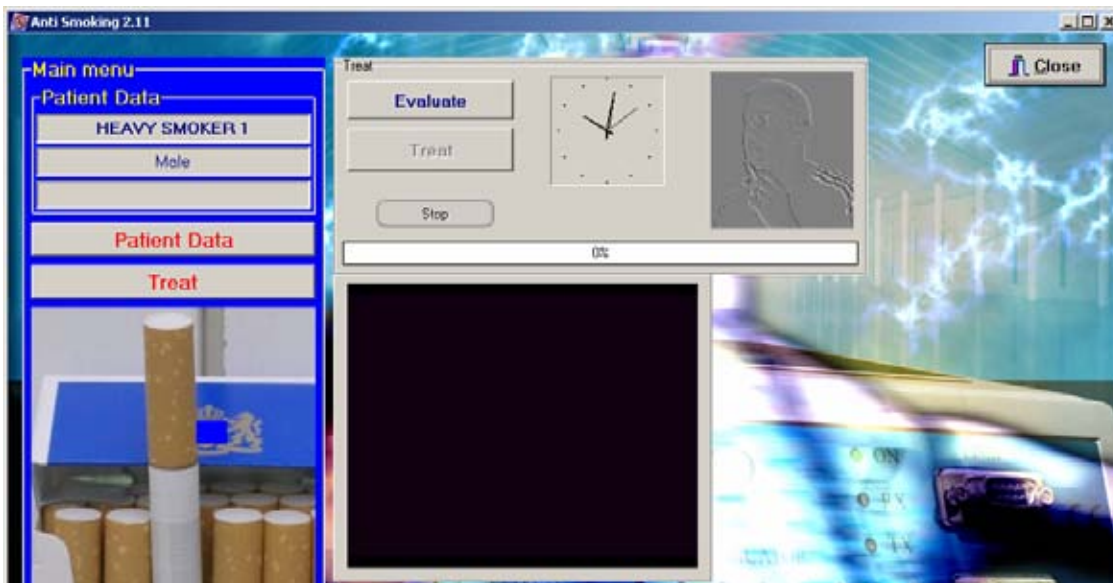 Anti Smoking 2.11
Close
Main menu
Patient Data
HEAVY SMOKER 1
Male
Patient Data
Treat
Treat
Evaluate
Treat
Stop
0%
ON